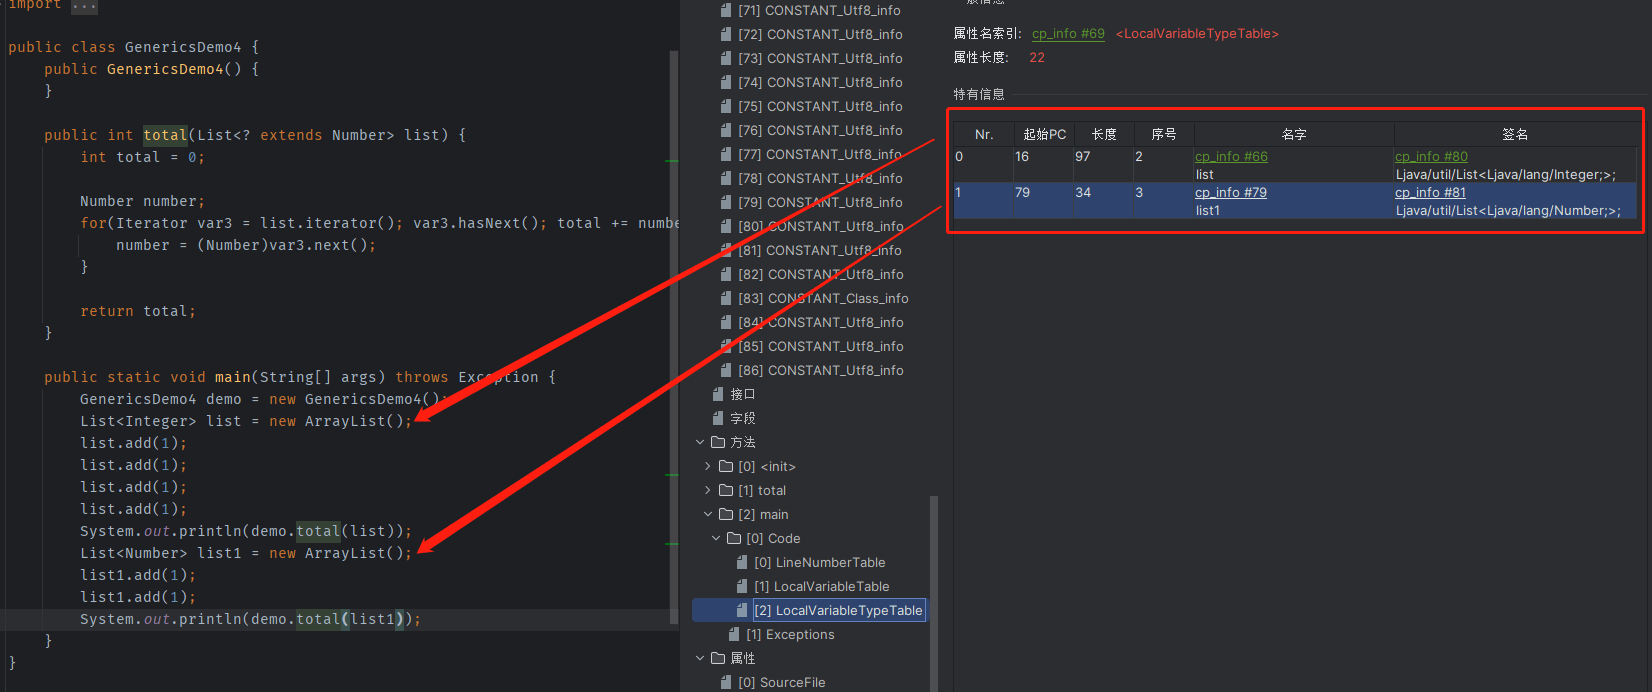 import ...
public class GenericsDemo4 {
public GenericsDemo4() {
}
public int total(List<? extends Number> list) {
int total = 0;
Number number;
for(Iterator var3 = list.iterator(); var3.hasNext(); total += numbe
number = (Number)var3.next();
}
return total;
}
public static void main(String[] args) throws Exception {
GenericsDemo4 demo = new GenericsDemo4();
List<Integer> list = new ArrayList();
list.add(1);
list.add(1);
list.add(1);
list.add(1);
System.out.println(demo.total(list));
List<Number> list1 = new ArrayList();
list1.add(1);
list1.add(1);
System.out.println(demo.total(list1));
}
}
[71] CONSTANT_Utf8_info
[72] CONSTANT_Utf8_info
[73] CONSTANT_Utf8_info
[74] CONSTANT_Utf8_info
[75] CONSTANT_Utf8_info
[76] CONSTANT_Utf8_info
[77] CONSTANT_Utf8_info
[78] CONSTANT_Utf8_info
[79] CONSTANT_Utf8_info
[80] CONSTANT_Utf8_info
[81] CONSTANT_Utf8_info
[82] CONSTANT_Utf8_info
[83] CONSTANT_Class_info
[84] CONSTANT_Utf8_info
[85] CONSTANT_Utf8_info
[86] CONSTANT_Utf8_info
接口
字段
方法
[0] <init>
[1] total
[2] main
[0] Code
[0] LineNumberTable
[1] LocalVariableTable
[2] LocalVariableTypeTable
[1] Exceptions
属性
[0] SourceFile
属性名索引: cp_info #69 <LocalVariableTypeTable>
属性长度: 22
特有信息
Nr. 起始PC 长度 序号 名字 签名
0 16 97 2 cp_info #66 cp_info #80
list Ljava/util/List<Ljava/lang/Integer;>;
1 79 34 3 cp_info #79 cp_info #81
list1 Ljava/util/List<Ljava/lang/Number;>;